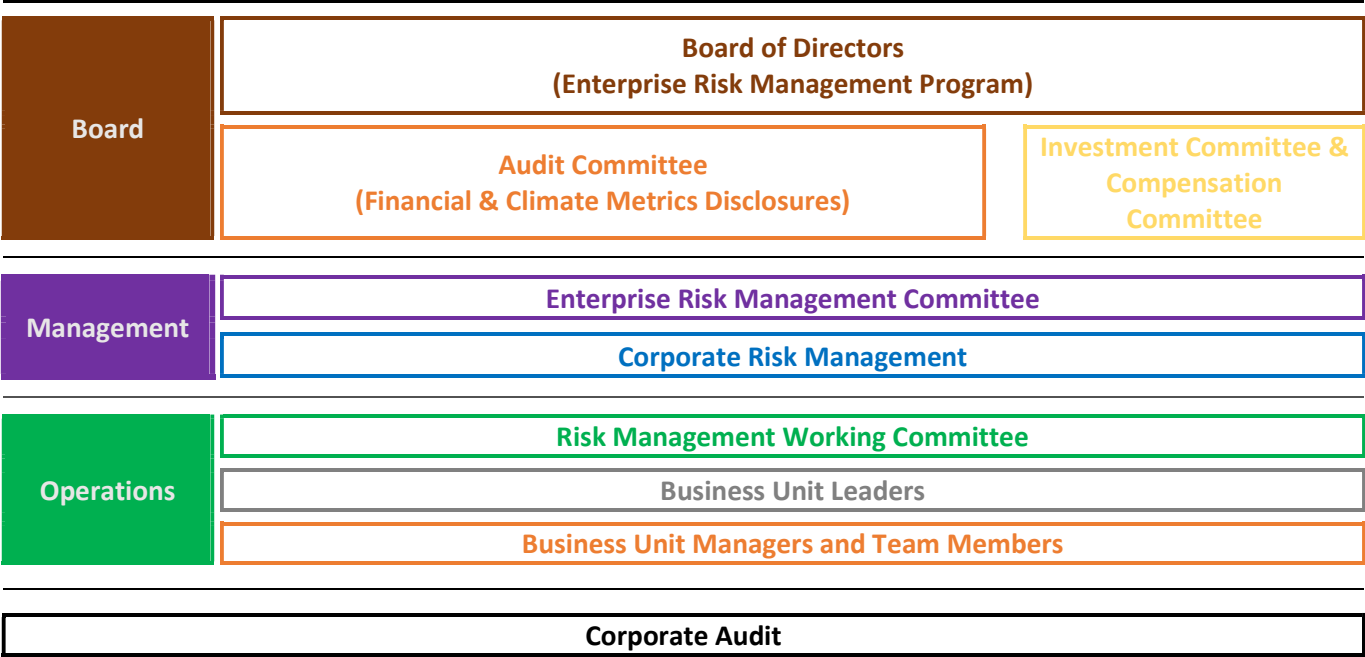 Board
Board of Directors
(Enterprise Risk Management Program)
Audit Committee
(Financial & Climate Metrics Disclosures)
Investment Committee &
Compensation
Committee
Management
Enterprise Risk Management Committee
Corporate Risk Management
Operations
Risk Management Working Committee
Business Unit Leaders
Business Unit Managers and Team Members
Corporate Audit